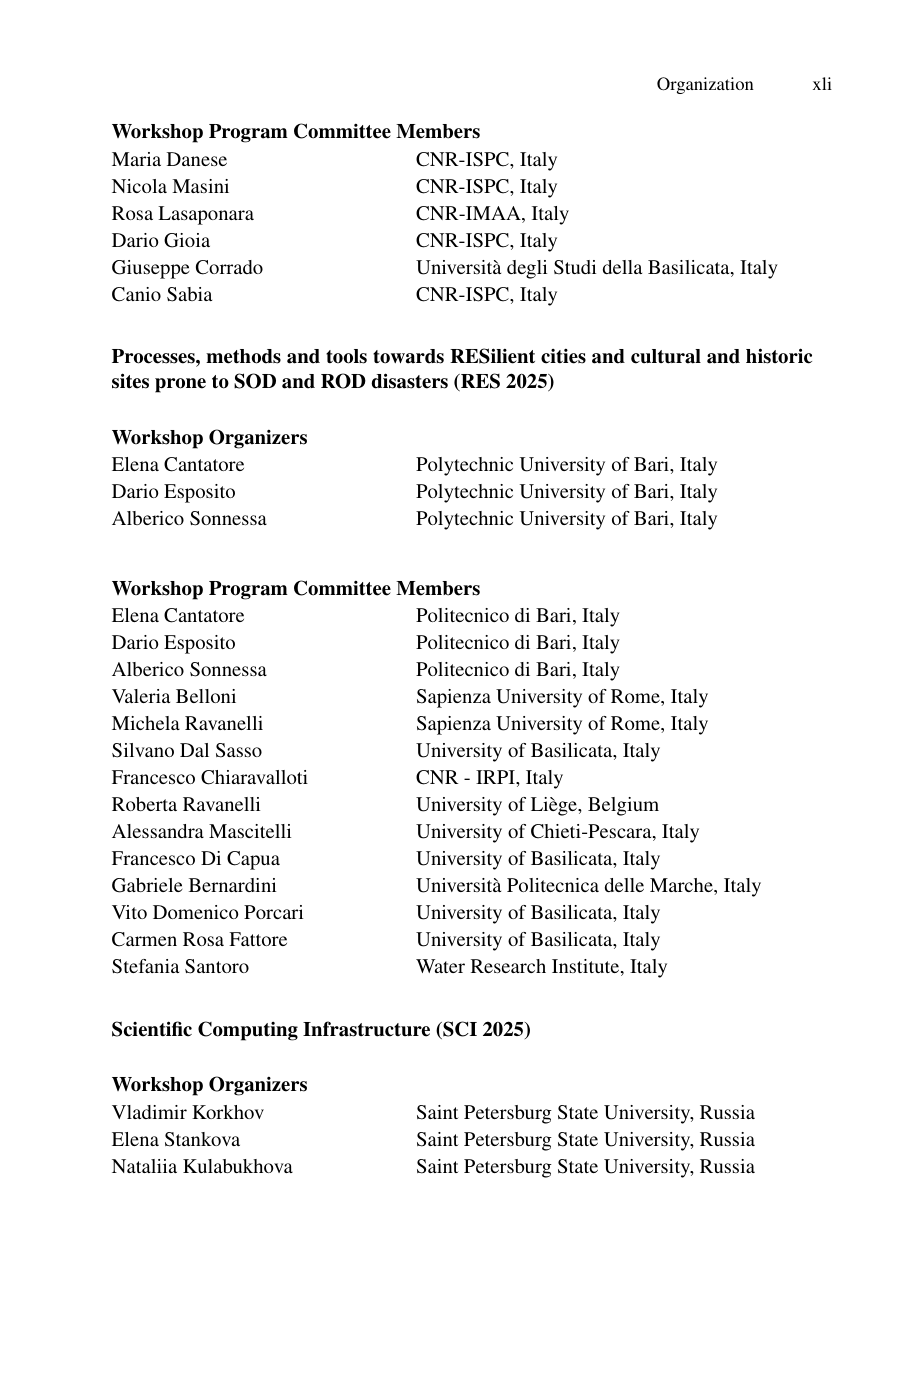 Organization xli
Workshop Program Committee Members
Maria Danese CNR-ISPC, Italy
Nicola Masini CNR-ISPC, Italy
Rosa Lasaponara CNR-IMAA, Italy
Dario Gioia CNR-ISPC, Italy
Giuseppe Corrado Università degli Studi della Basilicata, Italy
Canio Sabia CNR-ISPC, Italy
Processes, methods and tools towards RESilient cities and cultural and historic
sites prone to SOD and ROD disasters (RES 2025)
Workshop Organizers
Elena Cantatore Polytechnic University of Bari, Italy
Dario Esposito Polytechnic University of Bari, Italy
Alberico Sonnessa Polytechnic University of Bari, Italy
Workshop Program Committee Members
Elena Cantatore Politecnico di Bari, Italy
Dario Esposito Politecnico di Bari, Italy
Alberico Sonnessa Politecnico di Bari, Italy
Valeria Belloni Sapienza University of Rome, Italy
Michela Ravanelli Sapienza University of Rome, Italy
Silvano Dal Sasso University of Basilicata, Italy
Francesco Chiaravalloti CNR - IRPI, Italy
Roberta Ravanelli University of Liège, Belgium
Alessandra Mascitelli University of Chieti-Pescara, Italy
Francesco Di Capua University of Basilicata, Italy
Gabriele Bernardini Università Politecnica delle Marche, Italy
Vito Domenico Porcari University of Basilicata, Italy
Carmen Rosa Fattore University of Basilicata, Italy
Stefania Santoro Water Research Institute, Italy
Scientific Computing Infrastructure (SCI 2025)
Workshop Organizers
Vladimir Korkhov Saint Petersburg State University, Russia
Elena Stankova Saint Petersburg State University, Russia
Nataliia Kulabukhova Saint Petersburg State University, Russia